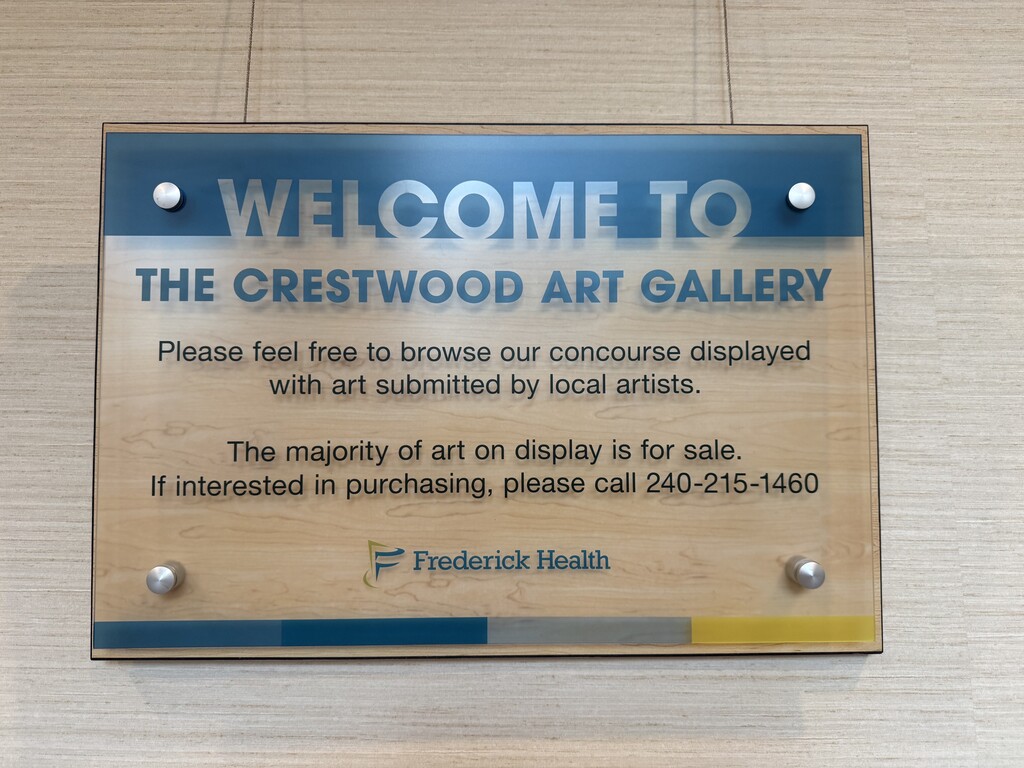 WELCOME TO
THE CRESTWOOD ART GALLERY
Please feel free to browse our concourse displayed
with art submitted by local artists.
The majority of art on display is for sale.
If interested in purchasing, please call 240-215-1460
Frederick Health